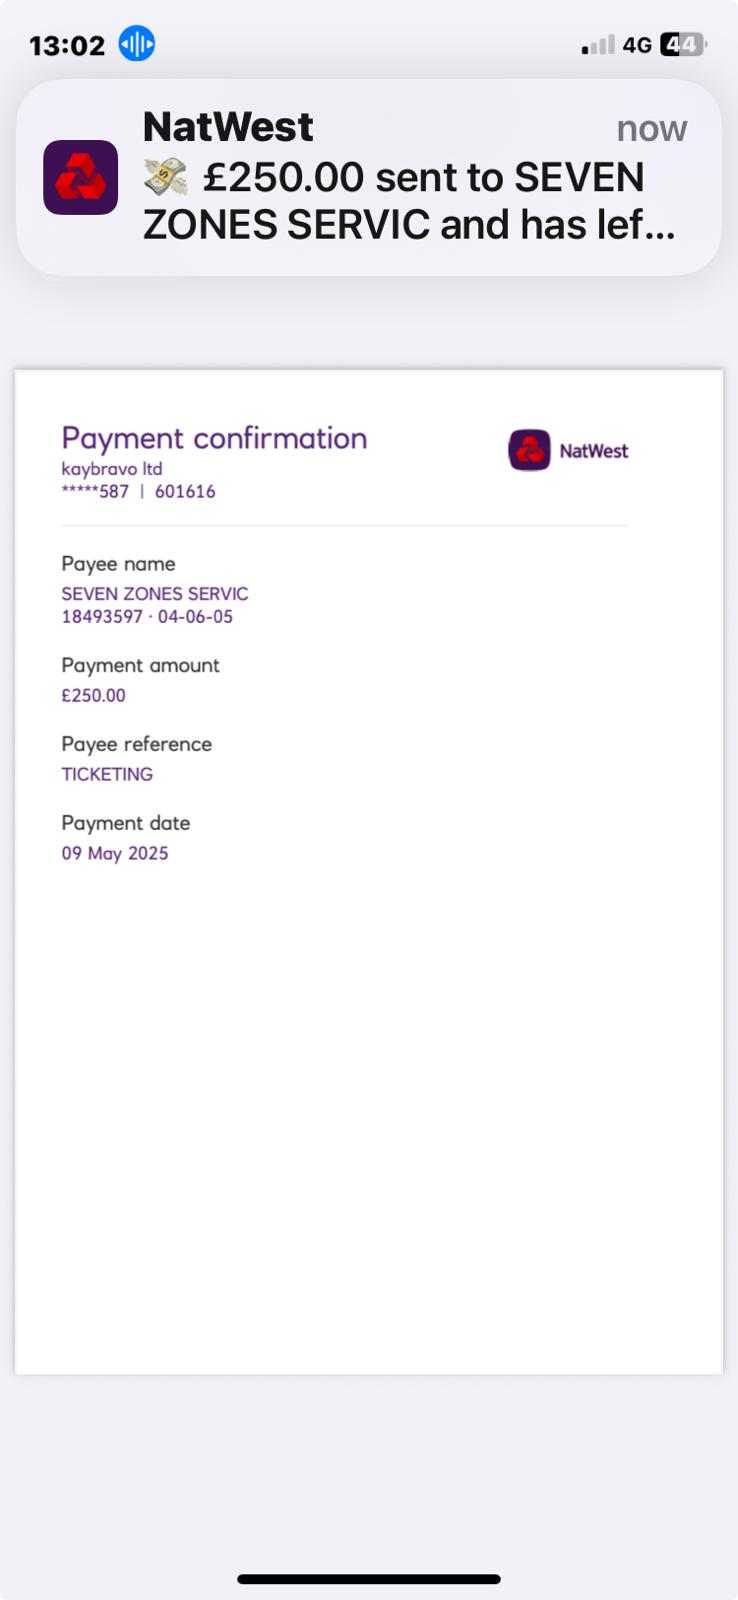 13:02
4G 44
NatWest now
💸 £250.00 sent to SEVEN
ZONES SERVIC and has lef...
Payment confirmation
NatWest
kaybravo ltd
*****587 | 601616
Payee name
SEVEN ZONES SERVIC
18493597 · 04-06-05
Payment amount
£250.00
Payee reference
TICKETING
Payment date
09 May 2025